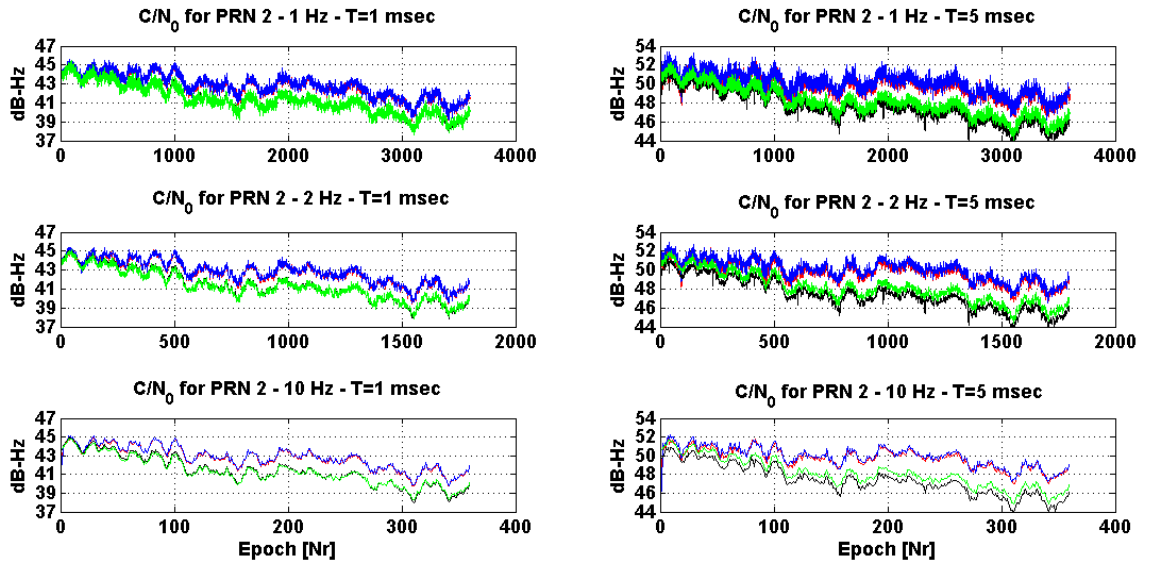 C/N0 for PRN 2 - 1 Hz - T=1 msec
dB-Hz
47
45
43
41
39
37
0 1000 2000 3000 4000
C/N0 for PRN 2 - 1 Hz - T=5 msec
dB-Hz
54
52
50
48
46
44
0 1000 2000 3000 4000
C/N0 for PRN 2 - 2 Hz - T=1 msec
dB-Hz
47
45
43
41
39
37
0 500 1000 1500 2000
C/N0 for PRN 2 - 2 Hz - T=5 msec
dB-Hz
54
52
50
48
46
44
0 500 1000 1500 2000
C/N0 for PRN 2 - 10 Hz - T=1 msec
dB-Hz
47
45
43
41
39
37
0 100 200 300 400
Epoch [Nr]
C/N0 for PRN 2 - 10 Hz - T=5 msec
dB-Hz
54
52
50
48
46
44
0 100 200 300 400
Epoch [Nr]